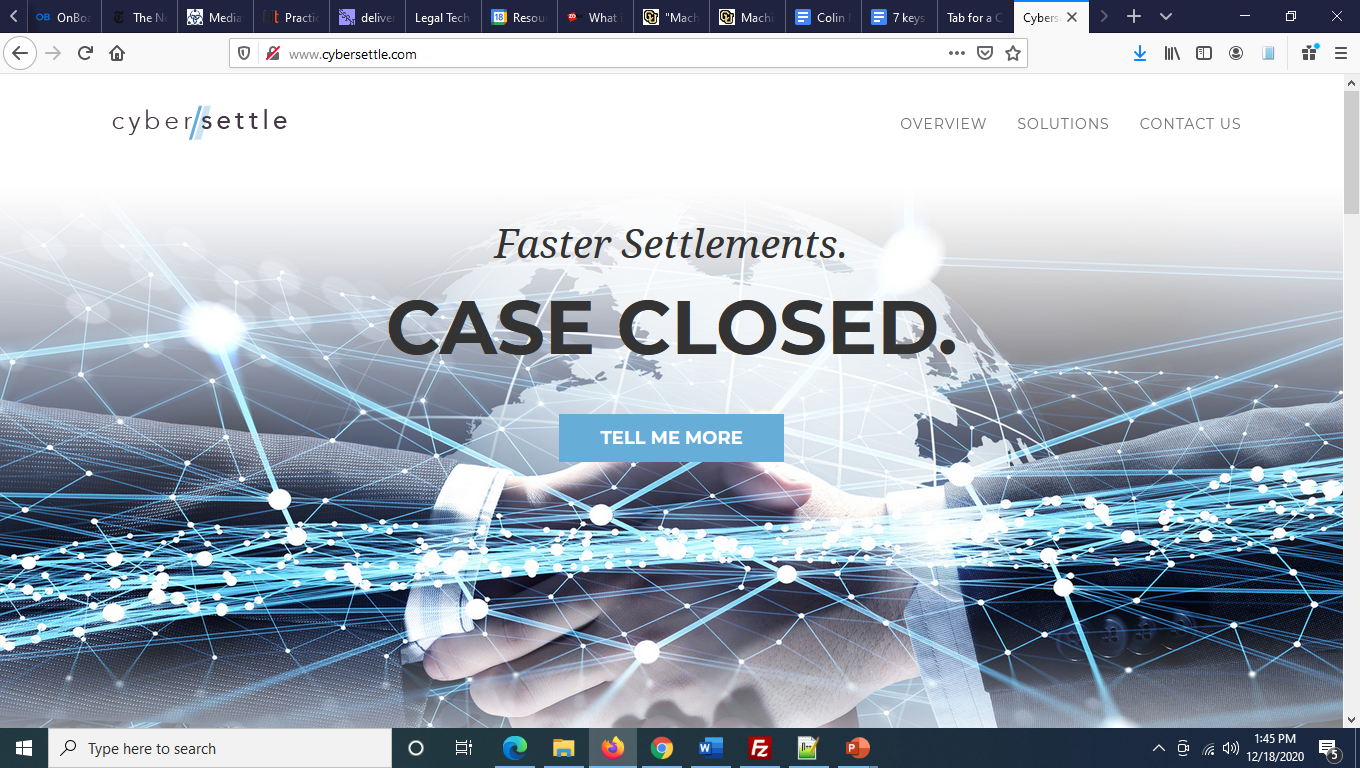 OnBoa
The N
Media
Practic
deliver
Legal Tech
Resou
What i
"Mach
Machi
Colin
7 keys
Tab for a C
Cyberse
www.cybersettle.com
cyber settle
OVERVIEW
SOLUTIONS
CONTACT US
Faster Settlements.
CASE CLOSED.
TELL ME MORE
Type here to search
1:45 PM
12/18/2020
5